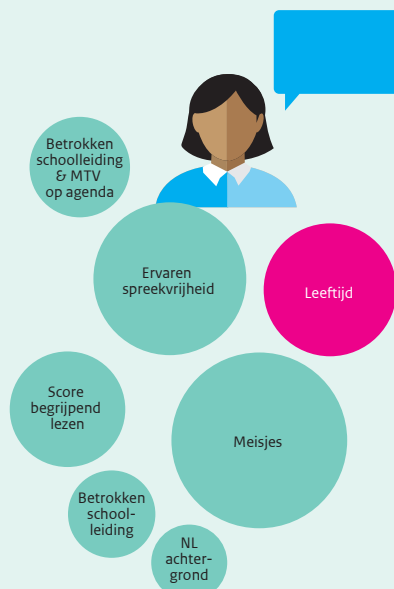 Betrokken
schoolleiding
& MTV
op agenda
Ervaren
spreekvrijheid
Leeftijd
Score
begrijpend
lezen
Meisjes
Betrokken
school-
leiding
NL
achter-
grond